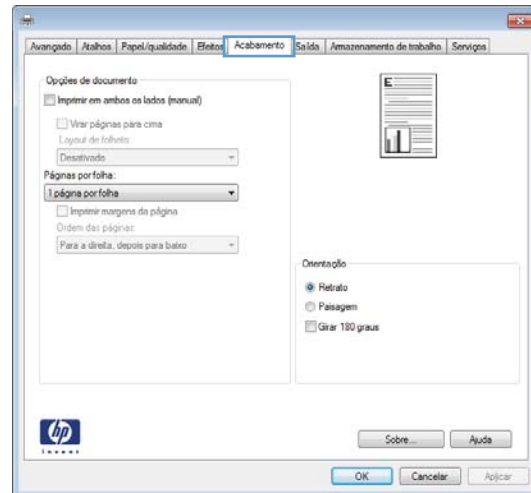 Avançado Atalhos Papel/qualidade Efeitos Acabamento Saída Armazenamento de trabalho Serviços
Opções de documento
Imprimir em ambos os lados (manual)
Virar páginas para cima
Layout de folheto:
Desativado
Páginas por folha:
1 página por folha
Imprimir margens da página
Ordem das páginas:
Para a direita, depois para baixo
E
Orientação
Retrato
Paisagem
Girar 180 graus
hp
invent
Sobre... Ajuda
OK Cancelar Aplicar